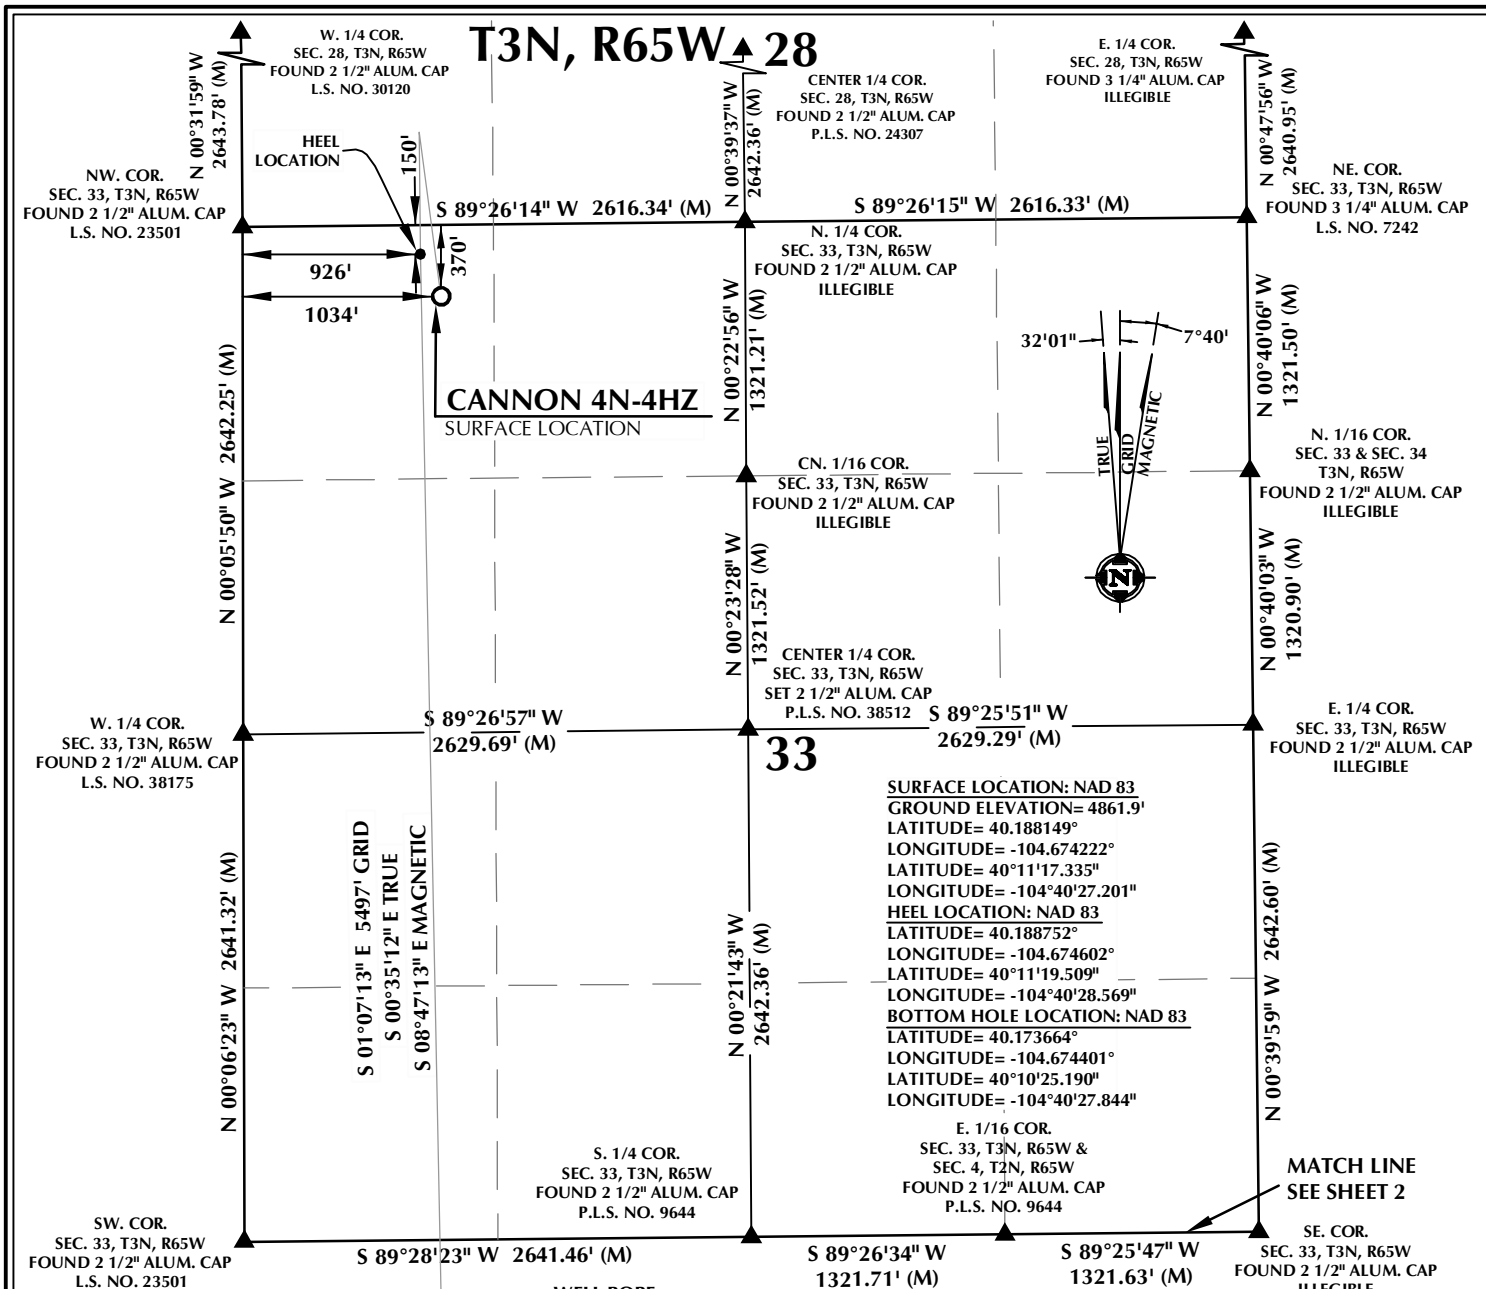 T3N, R65W
28
W. 1/4 COR.
SEC. 28, T3N, R65W
FOUND 2 1/2" ALUM. CAP
L.S. NO. 30120
CENTER 1/4 COR.
SEC. 28, T3N, R65W
FOUND 2 1/2" ALUM. CAP
P.L.S. NO. 24307
E. 1/4 COR.
SEC. 28, T3N, R65W
FOUND 3 1/4" ALUM. CAP
ILLEGIBLE
N 00°31'59" W
2643.78' (M)
N 00°39'37" W
2642.36' (M)
N 00°47'56" W
2640.95' (M)
HEEL
LOCATION
150'
NW. COR.
SEC. 33, T3N, R65W
FOUND 2 1/2" ALUM. CAP
L.S. NO. 23501
S 89°26'14" W 2616.34' (M)
S 89°26'15" W 2616.33' (M)
NE. COR.
SEC. 33, T3N, R65W
FOUND 3 1/4" ALUM. CAP
L.S. NO. 7242
N. 1/4 COR.
SEC. 33, T3N, R65W
FOUND 2 1/2" ALUM. CAP
ILLEGIBLE
926'
370'
1034'
CANNON 4N-4HZ
SURFACE LOCATION
N 00°05'50" W 2642.25' (M)
N 00°22'56" W
1321.21' (M)
N 00°40'06" W
1321.50' (M)
32'01"
7°40'
TRUE
GRID
MAGNETIC
N
CN. 1/16 COR.
SEC. 33, T3N, R65W
FOUND 2 1/2" ALUM. CAP
ILLEGIBLE
N. 1/16 COR.
SEC. 33 & SEC. 34
T3N, R65W
FOUND 2 1/2" ALUM. CAP
ILLEGIBLE
N 00°23'28" W
1321.52' (M)
N 00°40'03" W
1320.90' (M)
CENTER 1/4 COR.
SEC. 33, T3N, R65W
SET 2 1/2" ALUM. CAP
P.L.S. NO. 38512
W. 1/4 COR.
SEC. 33, T3N, R65W
FOUND 2 1/2" ALUM. CAP
L.S. NO. 38175
S 89°26'57" W
2629.69' (M)
S 89°25'51" W
2629.29' (M)
E. 1/4 COR.
SEC. 33, T3N, R65W
FOUND 2 1/2" ALUM. CAP
ILLEGIBLE
33
SURFACE LOCATION: NAD 83
GROUND ELEVATION= 4861.9'
LATITUDE= 40.188149°
LONGITUDE= -104.674222°
LATITUDE= 40°11'17.335"
LONGITUDE= -104°40'27.201"
HEEL LOCATION: NAD 83
LATITUDE= 40.188752°
LONGITUDE= -104.674602°
LATITUDE= 40°11'19.509"
LONGITUDE= -104°40'28.569"
BOTTOM HOLE LOCATION: NAD 83
LATITUDE= 40.173664°
LONGITUDE= -104.674401°
LATITUDE= 40°10'25.190"
LONGITUDE= -104°40'27.844"
N 00°06'23" W 2641.32' (M)
S 01°07'13" E 5497' GRID
S 00°35'12" E TRUE
S 08°47'13" E MAGNETIC
N 00°21'43" W
2642.36' (M)
N 00°39'59" W 2642.60' (M)
S. 1/4 COR.
SEC. 33, T3N, R65W
FOUND 2 1/2" ALUM. CAP
P.L.S. NO. 9644
E. 1/16 COR.
SEC. 33, T3N, R65W &
SEC. 4, T2N, R65W
FOUND 2 1/2" ALUM. CAP
P.L.S. NO. 9644
MATCH LINE
SEE SHEET 2
SW. COR.
SEC. 33, T3N, R65W
FOUND 2 1/2" ALUM. CAP
L.S. NO. 23501
S 89°28'23" W 2641.46' (M)
S 89°26'34" W
1321.71' (M)
S 89°25'47" W
1321.63' (M)
SE. COR.
SEC. 33, T3N, R65W
FOUND 2 1/2" ALUM. CAP
ILLEGIBLE
WELL BORE